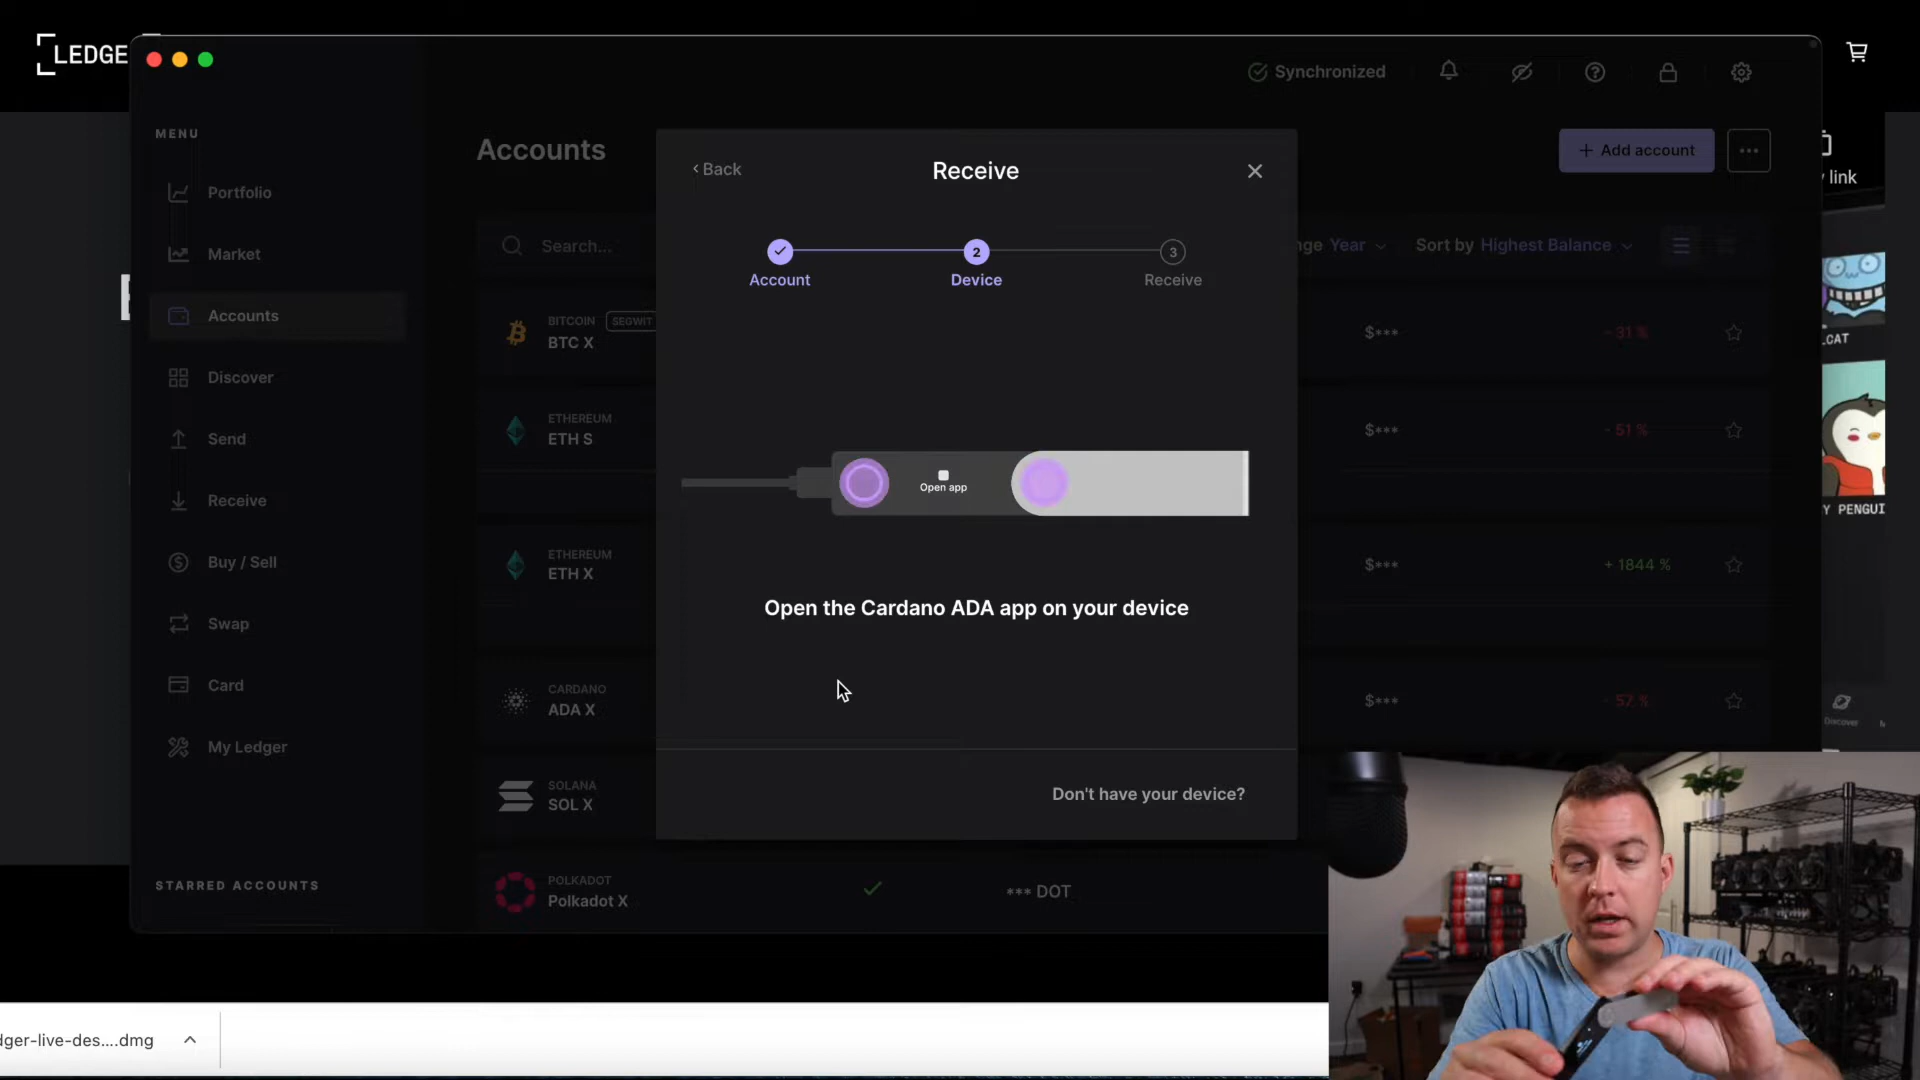 LEDGE
Synchronized
MENU
Portfolio
Market
Accounts
Discover
Send
Receive
Buy / Sell
Swap
Card
My Ledger
STARRED ACCOUNTS
Accounts
+ Add account
Search...
Year
Sort by Highest Balance
BITCOIN SEGWIT
BTC X
$***
- 31 %
ETHEREUM
ETH S
$***
- 51 %
ETHEREUM
ETH X
$***
+ 1844 %
CARDANO
ADA X
$***
- 57 %
SOLANA
SOL X
POLKADOT
Polkadot X
*** DOT
Back
Receive
2
3
Account
Device
Receive
Open app
Open the Cardano ADA app on your device
Don't have your device?
link
CAT
Y PENGUI
Discover
dger-live-des....dmg